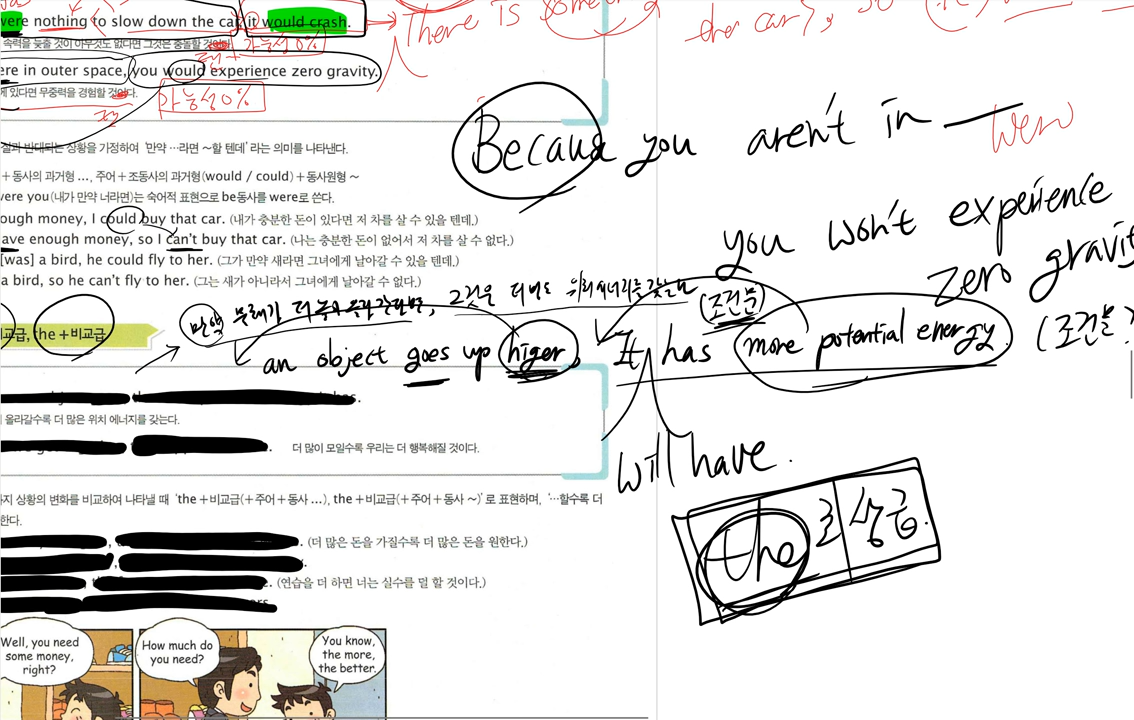 were nothing to slow down the car, it would crash.
There is
the car
so
속력을 늦출 것이 아무것도 없다면 그것은 충돌할
가능성 0%
ere in outer space, you would experience zero gravity.
에 있다면 무중력을 경험할
가능성 0%
Becaus you aren't in
Were
실과 반대되는 상황을 가정하여 '만약 …라면 ~할 텐데' 라는 의미를 나타낸다.
+ 동사의 과거형 ..., 주어 + 조동사의 과거형(would / could) + 동사원형 ~
were you (내가 만약 너라면)는 숙어적 표현으로 be동사를 were로 쓴다.
ough money, I could buy that car. (내가 충분한 돈이 있다면 저 차를 살 수 있을 텐데.)
ave enough money, so I can't buy that car. (나는 충분한 돈이 없어서 저 차를 살 수 없다.)
[was] a bird, he could fly to her. (그가 만약 새라면 그녀에게 날아갈 수 있을 텐데.)
a bird, so he can't fly to her. (그는 새가 아니라서 그녀에게 날아갈 수 없다.)
you won't experience
zero gravit
만약 물체가 더
그것은
(조건문)
비교급, the + 비교급
an object goes up higer, It has more potential energy. (조건문?
will have.
올라갈수록 더 많은 위치 에너지를 갖는다.
더 많이 모일수록 우리는 더 행복해질 것이다.
the 로 상급.
지 상황의 변화를 비교하여 나타낼 때 'the + 비교급(+ 주어 + 동사 ...), the + 비교급(+ 주어 + 동사 ~)' 로 표현하며, '…할수록 더
한다.
(더 많은 돈을 가질수록 더 많은 돈을 원한다.)
(연습을 더 하면 너는 실수를 덜 할 것이다.)
Well, you need
some money,
right?
How much do
you need?
You know,
the more,
the better.